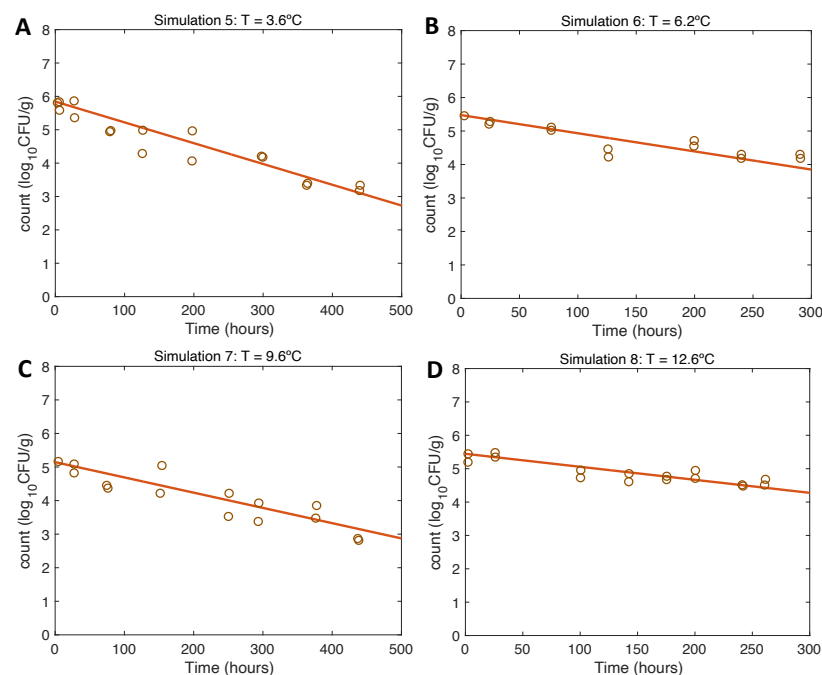 A
Simulation 5: T = 3.6ºC
count (log10CFU/g)
8
7
6
5
4
3
2
1
0
0 100 200 300 400 500
Time (hours)
B
Simulation 6: T = 6.2ºC
count (log10CFU/g)
8
7
6
5
4
3
2
1
0
0 50 100 150 200 250 300
Time (hours)
C
Simulation 7: T = 9.6ºC
count (log10CFU/g)
8
7
6
5
4
3
2
1
0
0 100 200 300 400 500
Time (hours)
D
Simulation 8: T = 12.6ºC
count (log10CFU/g)
8
7
6
5
4
3
2
1
0
0 50 100 150 200 250 300
Time (hours)